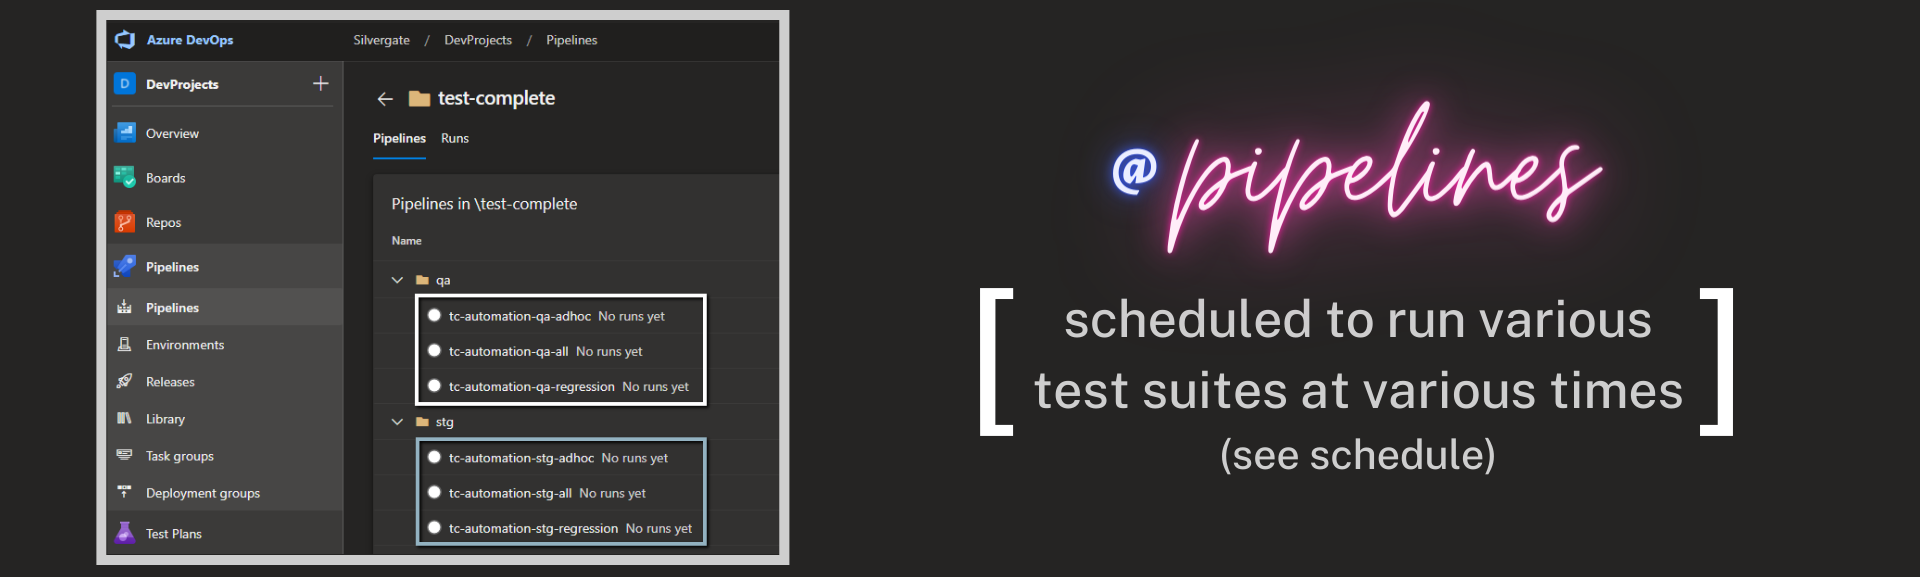 Azure DevOps
Silvergate / DevProjects / Pipelines
D DevProjects +
Overview
Boards
Repos
Pipelines
Pipelines
Environments
Releases
Library
Task groups
Deployment groups
Test Plans
test-complete
Pipelines Runs
Pipelines in \test-complete
Name
qa
tc-automation-qa-adhoc No runs yet
tc-automation-qa-all No runs yet
tc-automation-qa-regression No runs yet
stg
tc-automation-stg-adhoc No runs yet
tc-automation-stg-all No runs yet
tc-automation-stg-regression No runs yet
@pipelines
[ scheduled to run various
test suites at various times ]
(see schedule)